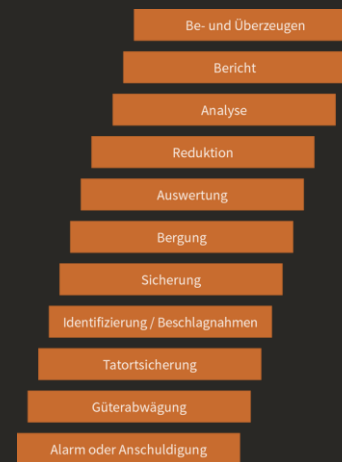 Be- und Überzeugen
Bericht
Analyse
Reduktion
Auswertung
Bergung
Sicherung
Identifizierung / Beschlagnahmen
Tatortsicherung
Güterabwägung
Alarm oder Anschuldigung